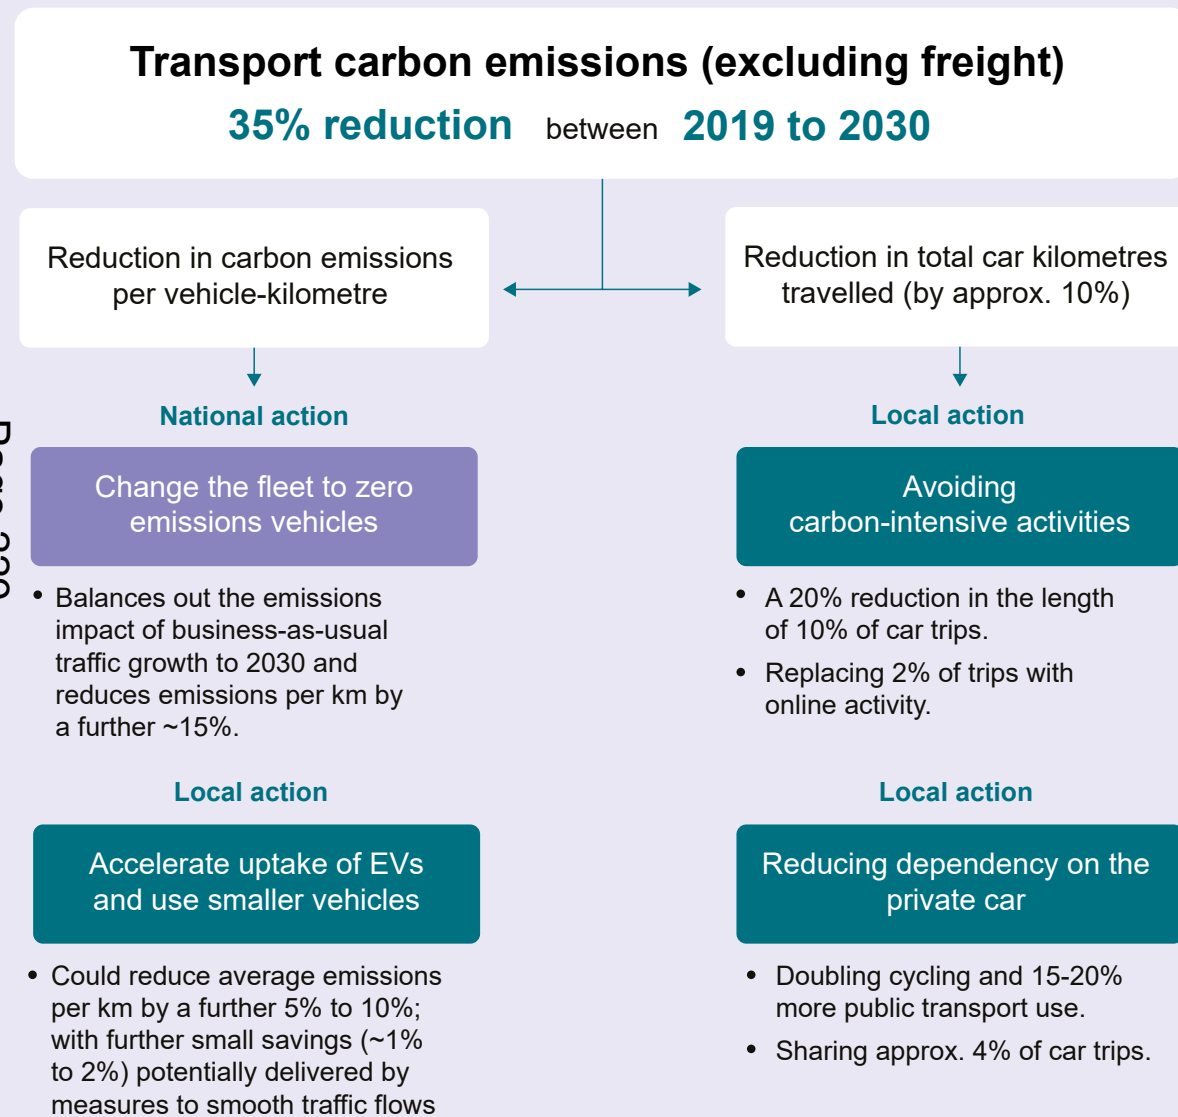 Transport carbon emissions (excluding freight)
35% reduction between 2019 to 2030
Reduction in carbon emissions
per vehicle-kilometre
National action
Change the fleet to zero
emissions vehicles
• Balances out the emissions
impact of business-as-usual
traffic growth to 2030 and
reduces emissions per km by
a further ~15%.
Local action
Accelerate uptake of EVs
and use smaller vehicles
• Could reduce average emissions
per km by a further 5% to 10%;
with further small savings (~1%
to 2%) potentially delivered by
measures to smooth traffic flows
Reduction in total car kilometres
travelled (by approx. 10%)
Local action
Avoiding
carbon-intensive activities
• A 20% reduction in the length
of 10% of car trips.
• Replacing 2% of trips with
online activity.
Local action
Reducing dependency on the
private car
• Doubling cycling and 15-20%
more public transport use.
• Sharing approx. 4% of car trips.